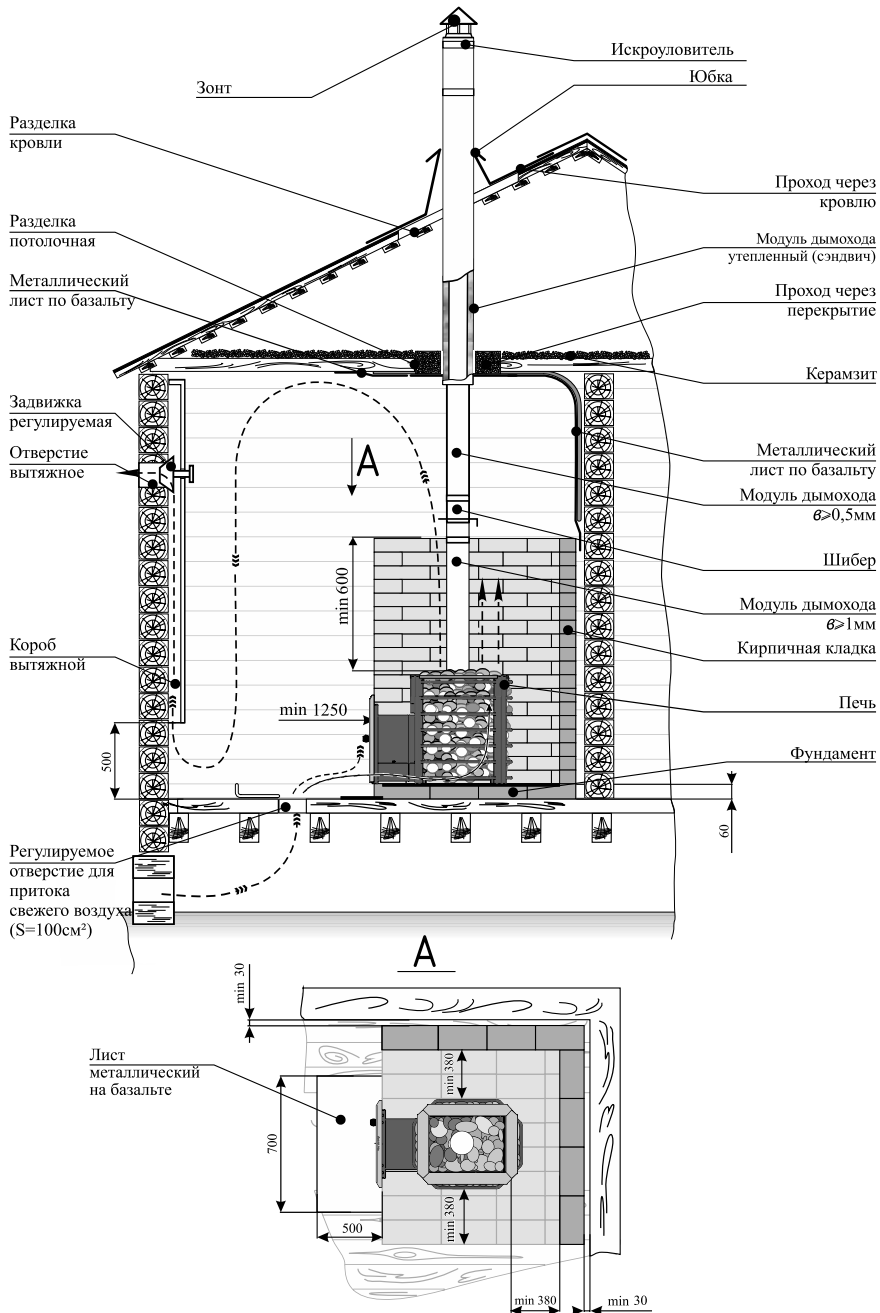 Зонт
Искроуловитель
Юбка
Разделка
кровли
Проход через
кровлю
Разделка
потолочная
Модуль дымохода
утепленный (сэндвич)
Металлический
лист по базальту
Проход через
перекрытие
Керамзит
Задвижка
регулируемая
Отверстие
вытяжное
А
Металлический
лист по базальту
Модуль дымохода
в⩾0,5мм
Шибер
min 600
Модуль дымохода
в⩾1мм
Кирпичная кладка
Короб
вытяжной
Печь
min 1250
500
Фундамент
60
Регулируемое
отверстие для
притока
свежего воздуха
(S=100см²)
А
min 30
Лист
металлический
на базальте
min 380
700
500
min 380
min 380
min 30